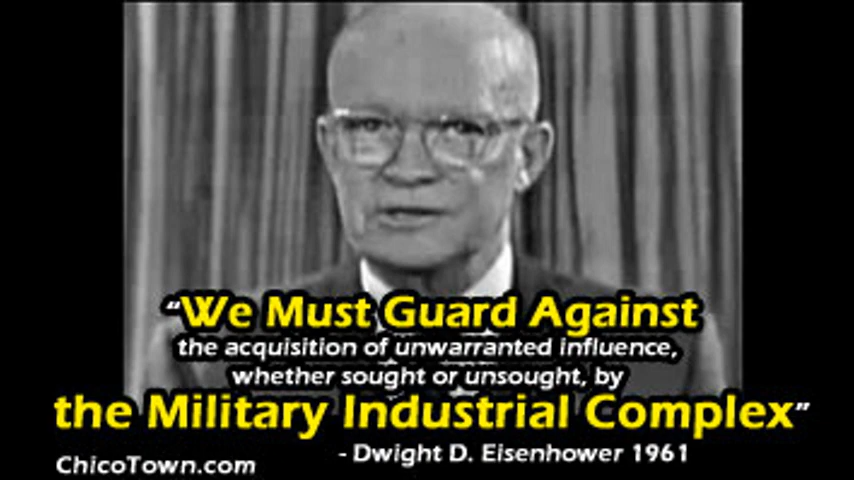 “We Must Guard Against
the acquisition of unwarranted influence,
whether sought or unsought, by
the Military Industrial Complex”
- Dwight D. Eisenhower 1961
ChicoTown.com